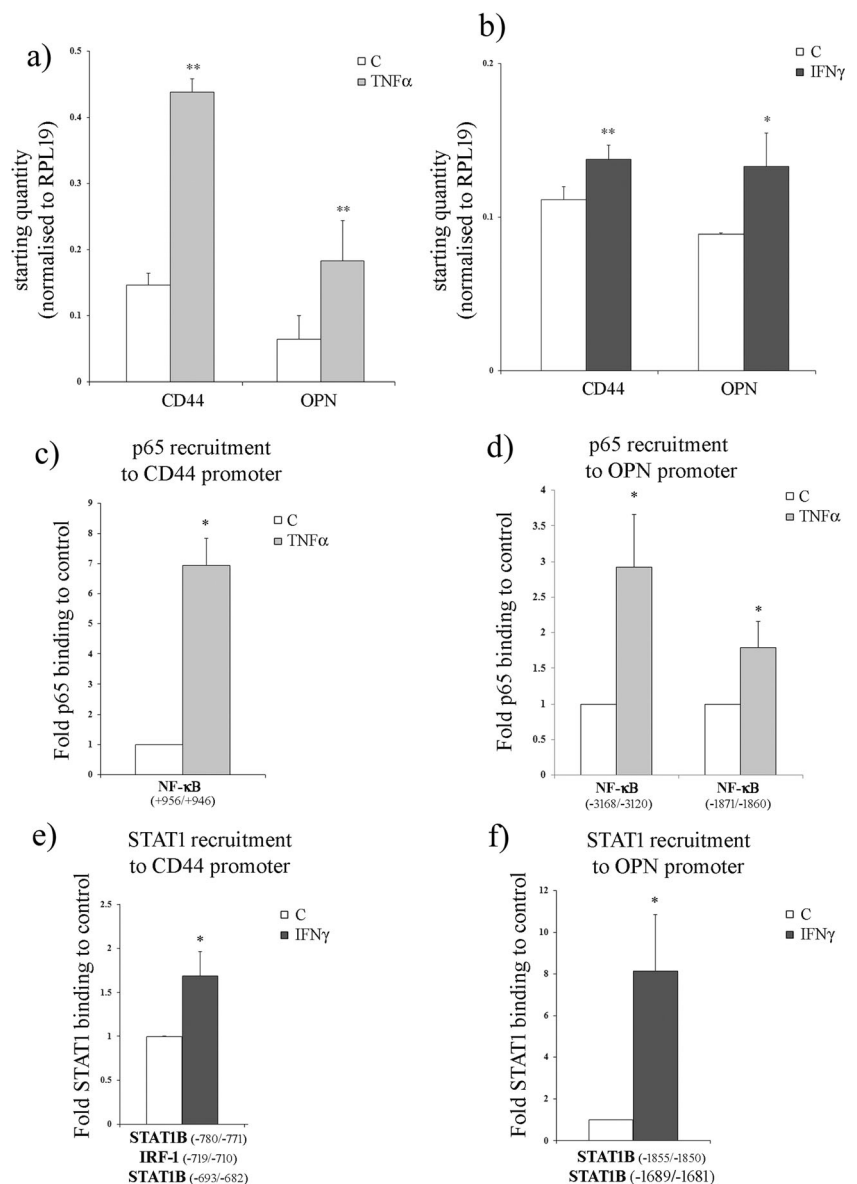 a)
C
TNFα
starting quantity
(normalised to RPL19)
0.5
0.4
0.3
0.2
0.1
0
**
**
CD44 OPN
b)
C
IFNγ
starting quantity
(normalised to RPL19)
0.2
0.1
0
**
*
CD44 OPN
c)
p65 recruitment
to CD44 promoter
C
TNFα
Fold p65 binding to control
9
8
7
6
5
4
3
2
1
0
*
NF-κB
(+956/+946)
d)
p65 recruitment
to OPN promoter
C
TNFα
Fold p65 binding to control
4
3.5
3
2.5
2
1.5
1
0.5
0
*
*
NF-κB NF-κB
(-3168/-3120) (-1871/-1860)
e)
STAT1 recruitment
to CD44 promoter
C
IFNγ
Fold STAT1 binding to control
2.5
2
1.5
1
0.5
0
*
STAT1B (-780/-771)
IRF-1 (-719/-710)
STAT1B (-693/-682)
f)
STAT1 recruitment
to OPN promoter
C
IFNγ
Fold STAT1 binding to control
12
10
8
6
4
2
0
*
STAT1B (-1855/-1850)
STAT1B (-1689/-1681)